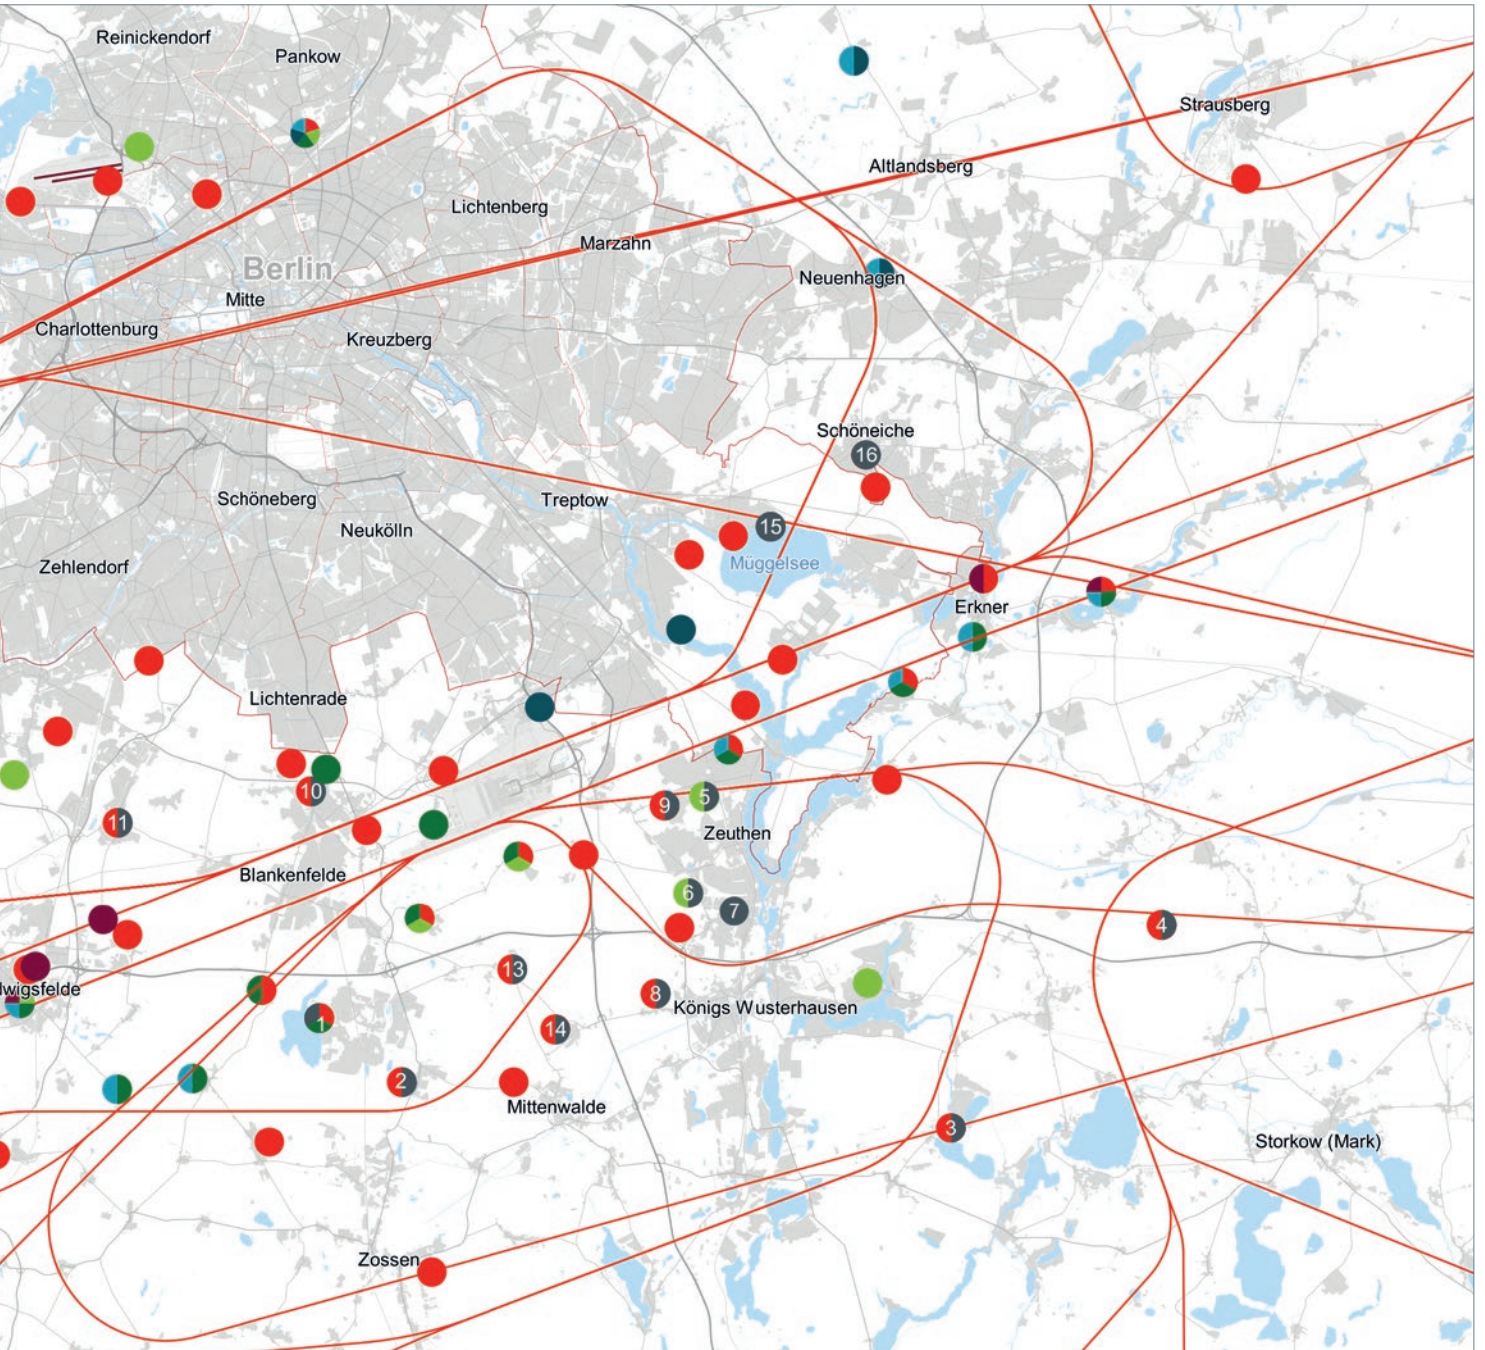 Reinickendorf
Pankow
Strausberg
Altlandsberg
Lichtenberg
Marzahn
Berlin
Neuenhagen
Mitte
Charlottenburg
Kreuzberg
Schöneiche
16
Schöneberg
Treptow
15
Neukölln
Müggelsee
Zehlendorf
Erkner
Lichtenrade
10
9
5
11
Zeuthen
Blankenfelde
6
7
4
13
lwigsfelde
8
Königs Wusterhausen
1
14
2
Mittenwalde
3
Storkow (Mark)
Zossen